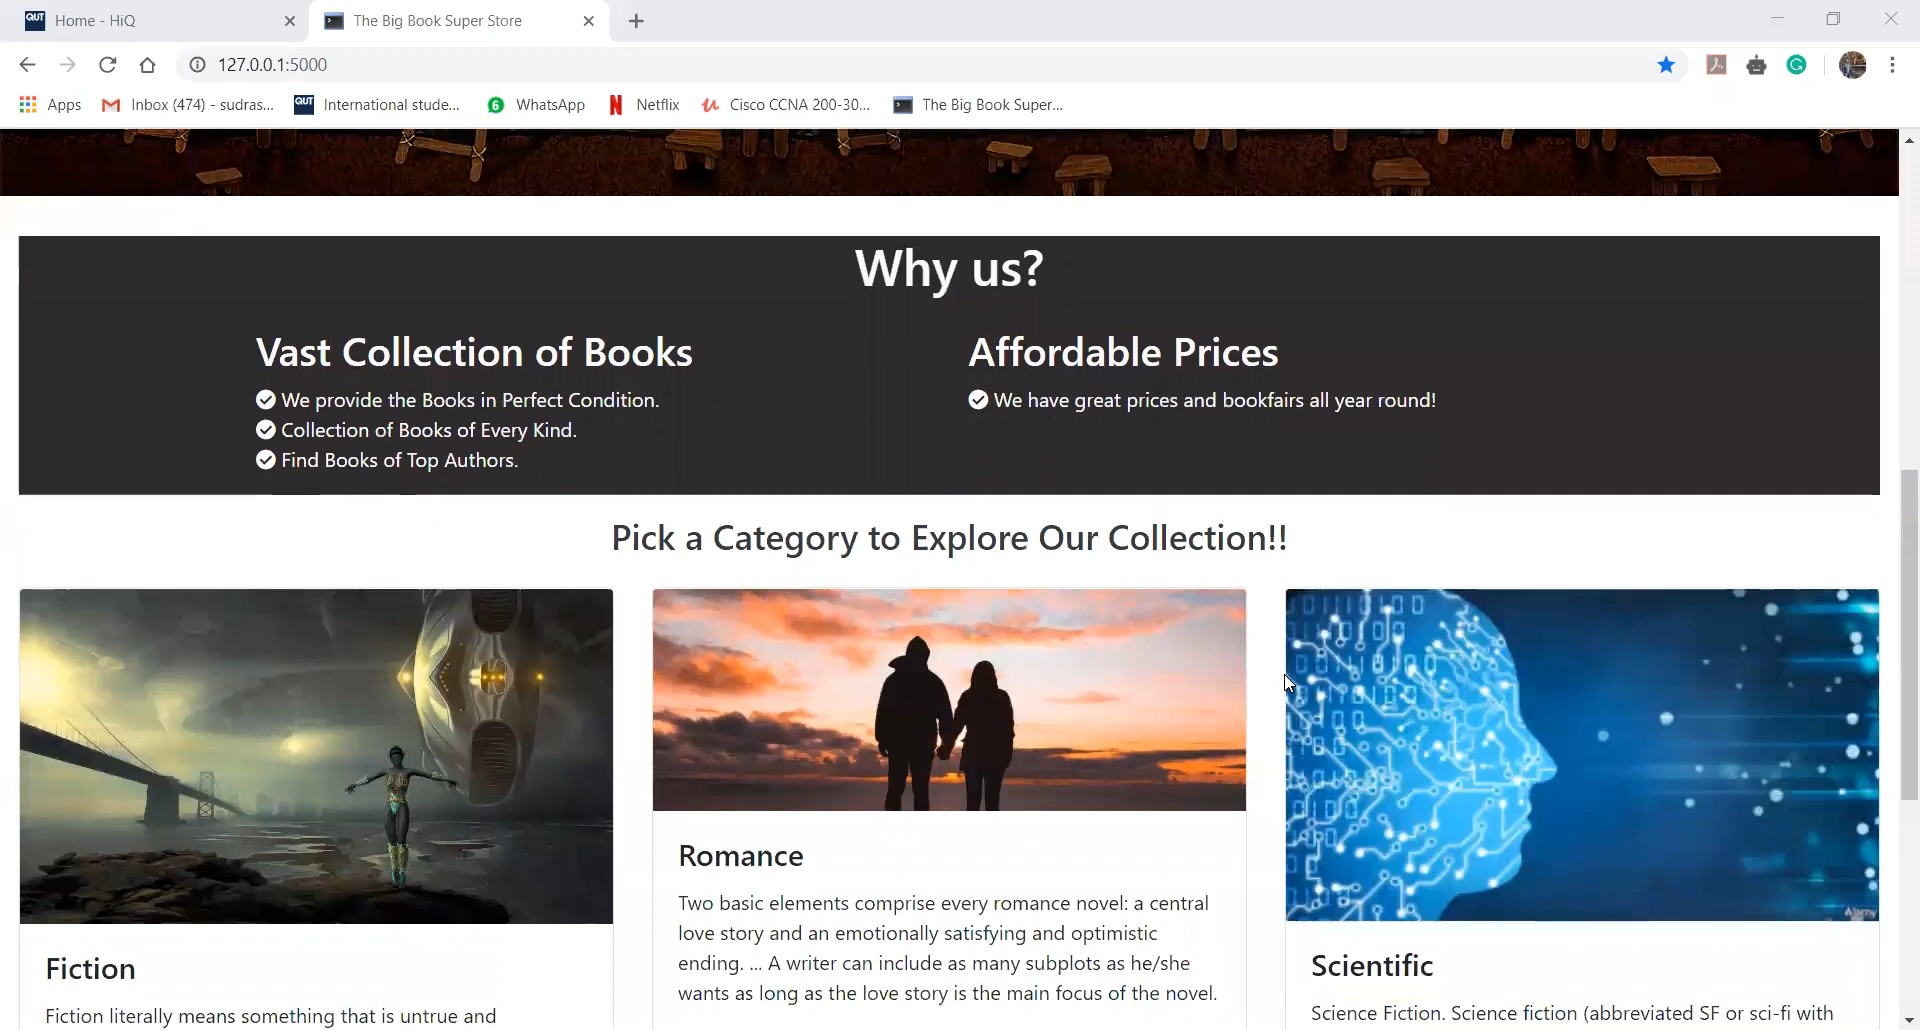 QUT Home - HiQ
The Big Book Super Store
127.0.0.1:5000
Apps
Inbox (474) - sudras...
QUT International stude...
6 WhatsApp
N Netflix
Cisco CCNA 200-30...
The Big Book Super...
Why us?
Vast Collection of Books
We provide the Books in Perfect Condition.
Collection of Books of Every Kind.
Find Books of Top Authors.
Affordable Prices
We have great prices and bookfairs all year round!
Pick a Category to Explore Our Collection!!
Fiction
Fiction literally means something that is untrue and
Romance
Two basic elements comprise every romance novel: a central
love story and an emotionally satisfying and optimistic
ending. ... A writer can include as many subplots as he/she
wants as long as the love story is the main focus of the novel.
alamy
Scientific
Science Fiction. Science fiction (abbreviated SF or sci-fi with